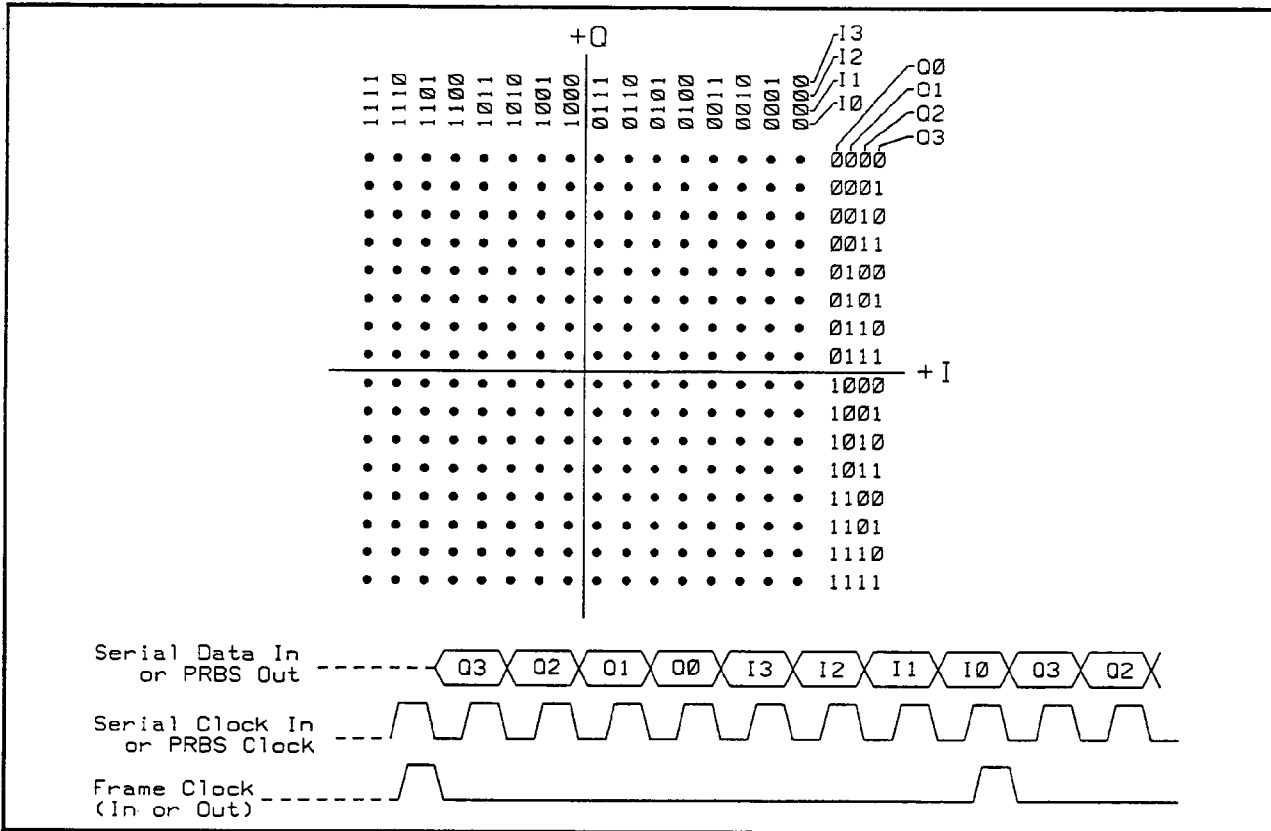 +Q
I3
I2
I1
I0
1111 1110 1101 1100 1011 1010 1001 1000 0111 0110 0101 0100 0011 0010 0001 0000
Q0
Q1
Q2
Q3
0000
0001
0010
0011
0100
0101
0110
0111
+I
1000
1001
1010
1011
1100
1101
1110
1111
Serial Data In
or PRBS Out
Q3 Q2 Q1 Q0 I3 I2 I1 I0 Q3 Q2
Serial Clock In
or PRBS Clock
Frame Clock
(In or Out)